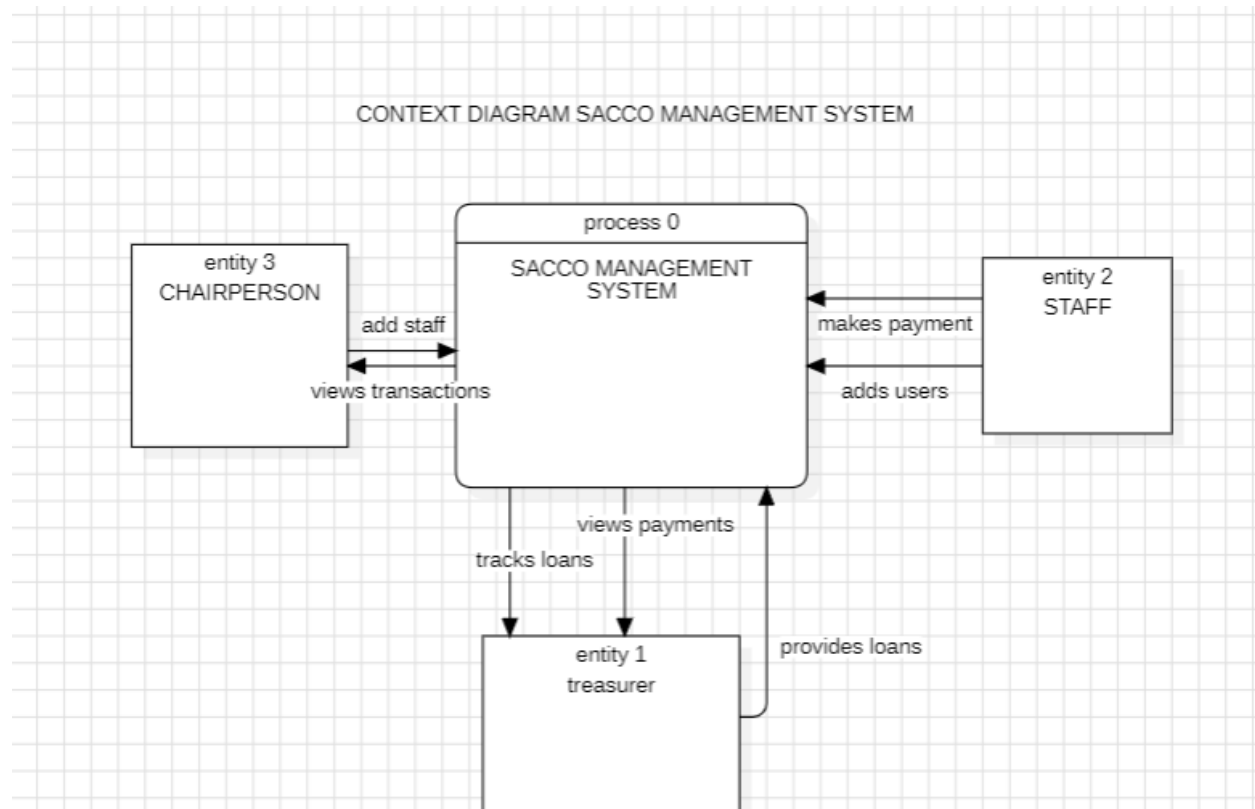 CONTEXT DIAGRAM SACCO MANAGEMENT SYSTEM
process 0
SACCO MANAGEMENT
SYSTEM
entity 3
CHAIRPERSON
add staff
views transactions
entity 2
STAFF
makes payment
adds users
views payments
tracks loans
provides loans
entity 1
treasurer